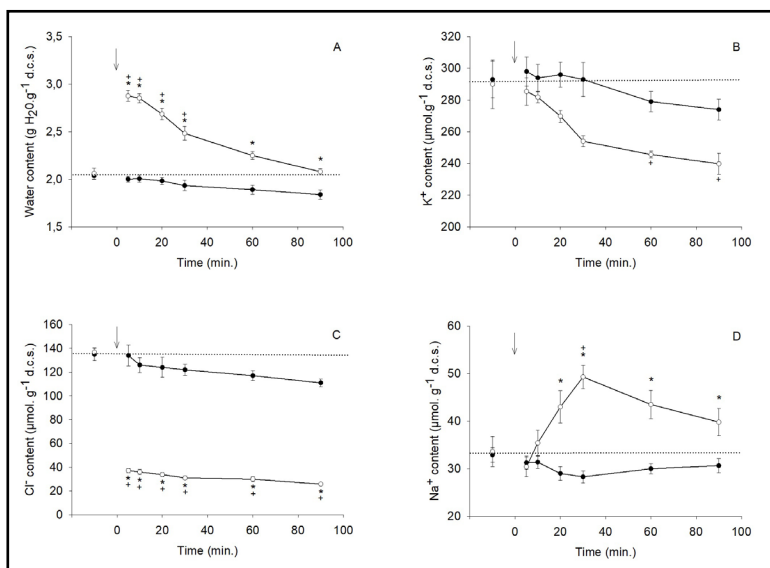 A
Water content (g H₂0.g⁻¹ d.c.s.)
3,5
3,0
2,5
2,0
1,5
1,0
0 20 40 60 80 100
Time (min.)
B
K⁺ content (µmol.g⁻¹ d.c.s.)
320
300
280
260
240
220
200
0 20 40 60 80 100
Time (min.)
C
Cl⁻ content (µmol. g⁻¹ d.c.s.)
160
140
120
100
80
60
40
20
0
0 20 40 60 80 100
Time (min.)
D
Na⁺ content (µmol. g⁻¹ d.c.s.)
60
50
40
30
20
0 20 40 60 80 100
Time (min.)